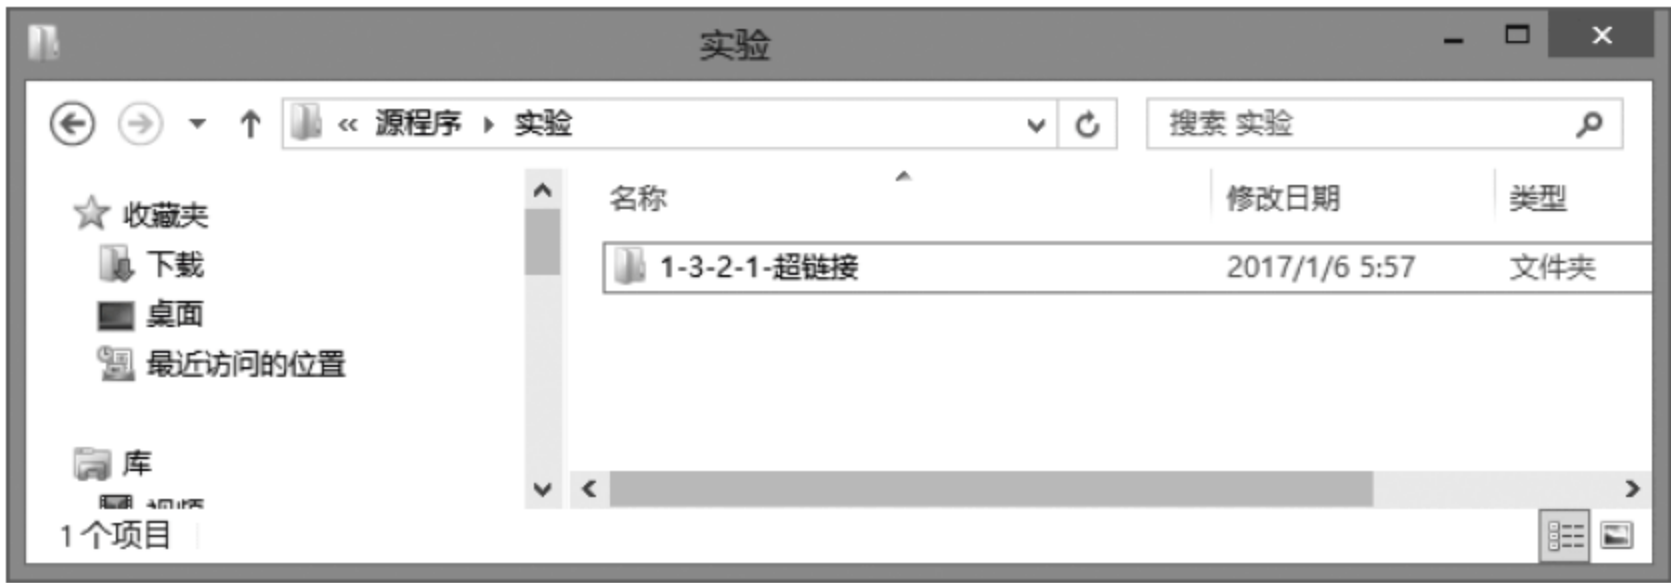 实验
« 源程序 实验
搜索 实验
收藏夹
下载
桌面
最近访问的位置
库
名称 修改日期 类型
1-3-2-1-超链接 2017/1/6 5:57 文件夹
1 个项目